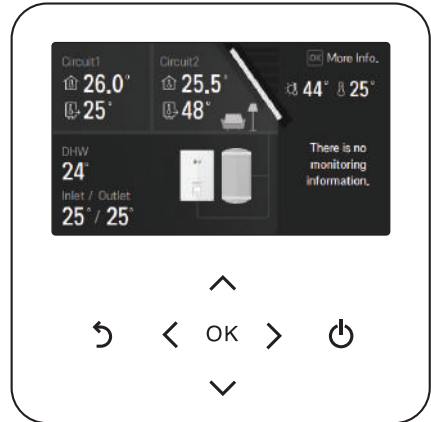 Circuit1
26.0°
25°
Circuit2
25.5°
48°
OK More Info.
44° 25°
There is no
monitoring
information.
DHW
24°
Inlet / Outlet
25° / 25°
OK